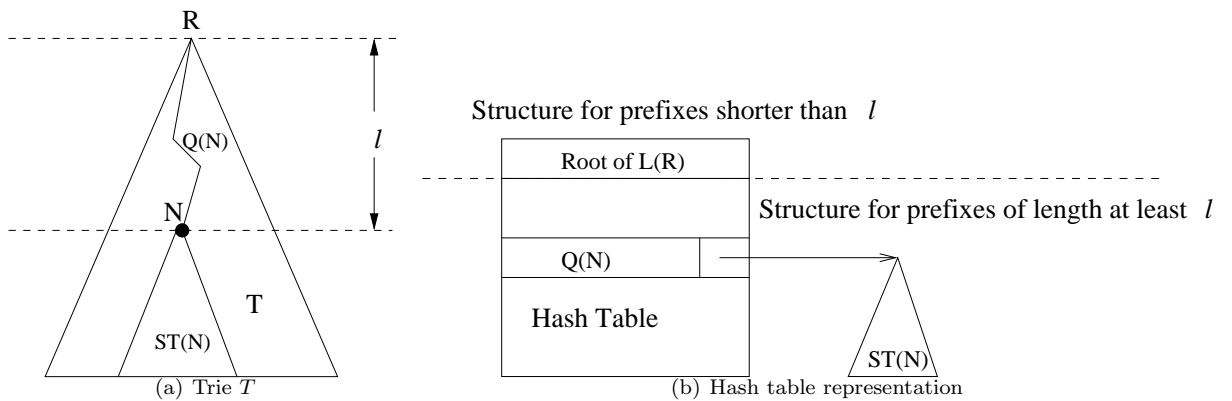 R
Q(N)
l
N
T
ST(N)
(a) Trie T
Structure for prefixes shorter than l
Root of L(R)
Structure for prefixes of length at least l
Q(N)
Hash Table
ST(N)
(b) Hash table representation